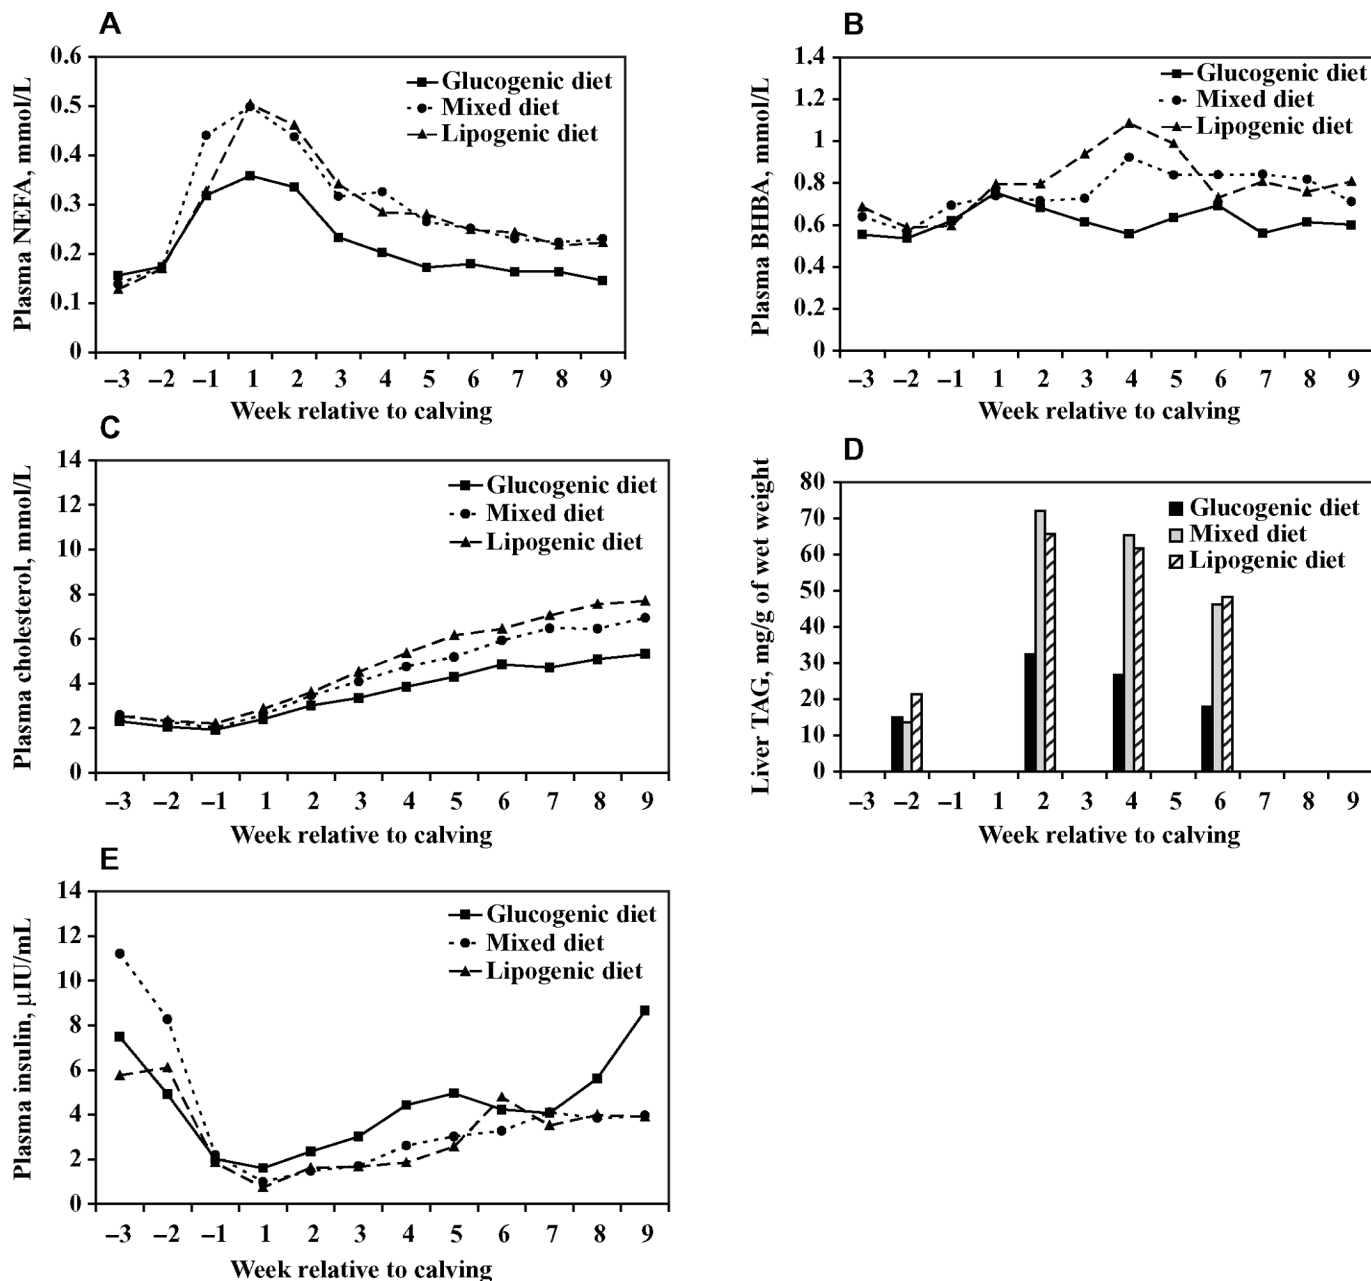 A
Plasma NEFA, mmol/L
0.6
0.5
0.4
0.3
0.2
0.1
0
Glucogenic diet
Mixed diet
Lipogenic diet
–3 –2 –1 1 2 3 4 5 6 7 8 9
Week relative to calving
B
Plasma BHBA, mmol/L
1.4
1.2
1
0.8
0.6
0.4
0.2
0
Glucogenic diet
Mixed diet
Lipogenic diet
–3 –2 –1 1 2 3 4 5 6 7 8 9
Week relative to calving
C
Plasma cholesterol, mmol/L
14
12
10
8
6
4
2
0
Glucogenic diet
Mixed diet
Lipogenic diet
–3 –2 –1 1 2 3 4 5 6 7 8 9
Week relative to calving
D
Liver TAG, mg/g of wet weight
80
70
60
50
40
30
20
10
0
Glucogenic diet
Mixed diet
Lipogenic diet
–3 –2 –1 1 2 3 4 5 6 7 8 9
Week relative to calving
E
Plasma insulin, µIU/mL
14
12
10
8
6
4
2
0
Glucogenic diet
Mixed diet
Lipogenic diet
–3 –2 –1 1 2 3 4 5 6 7 8 9
Week relative to calving